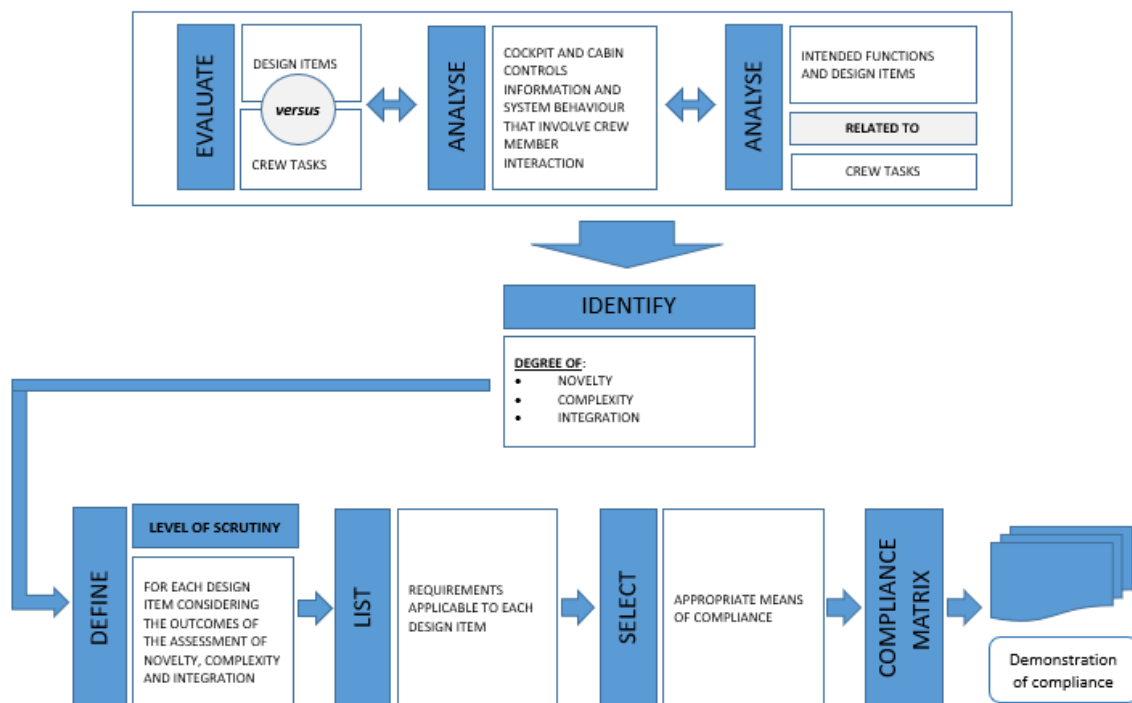 EVALUATE
DESIGN ITEMS
versus
CREW TASKS
ANALYSE
COCKPIT AND CABIN
CONTROLS
INFORMATION AND
SYSTEM BEHAVIOUR
THAT INVOLVE CREW
MEMBER
INTERACTION
ANALYSE
INTENDED FUNCTIONS
AND DESIGN ITEMS
RELATED TO
CREW TASKS
IDENTIFY
DEGREE OF:
• NOVELTY
• COMPLEXITY
• INTEGRATION
DEFINE
LEVEL OF SCRUTINY
FOR EACH DESIGN
ITEM CONSIDERING
THE OUTCOMES OF
THE ASSESSMENT OF
NOVELTY, COMPLEXITY
AND INTEGRATION
LIST
REQUIREMENTS
APPLICABLE TO EACH
DESIGN ITEM
SELECT
APPROPRIATE MEANS
OF COMPLIANCE
COMPLIANCE
MATRIX
Demonstration
of compliance